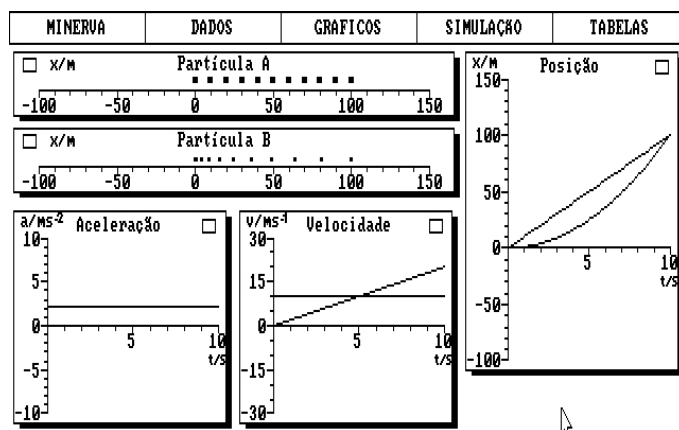 MINERVA DADOS GRAFICOS SIMULAÇÃO TABELAS
X/M Partícula A
-100 -50 0 50 100 150
X/M Partícula B
-100 -50 0 50 100 150
X/M Posição
150
100
50
0
5 10
t/s
-50
-100
a/ms-2 Aceleração
10
5
0
5 10
t/s
-5
-10
V/ms-1 Velocidade
30
15
0
5 10
t/s
-15
-30